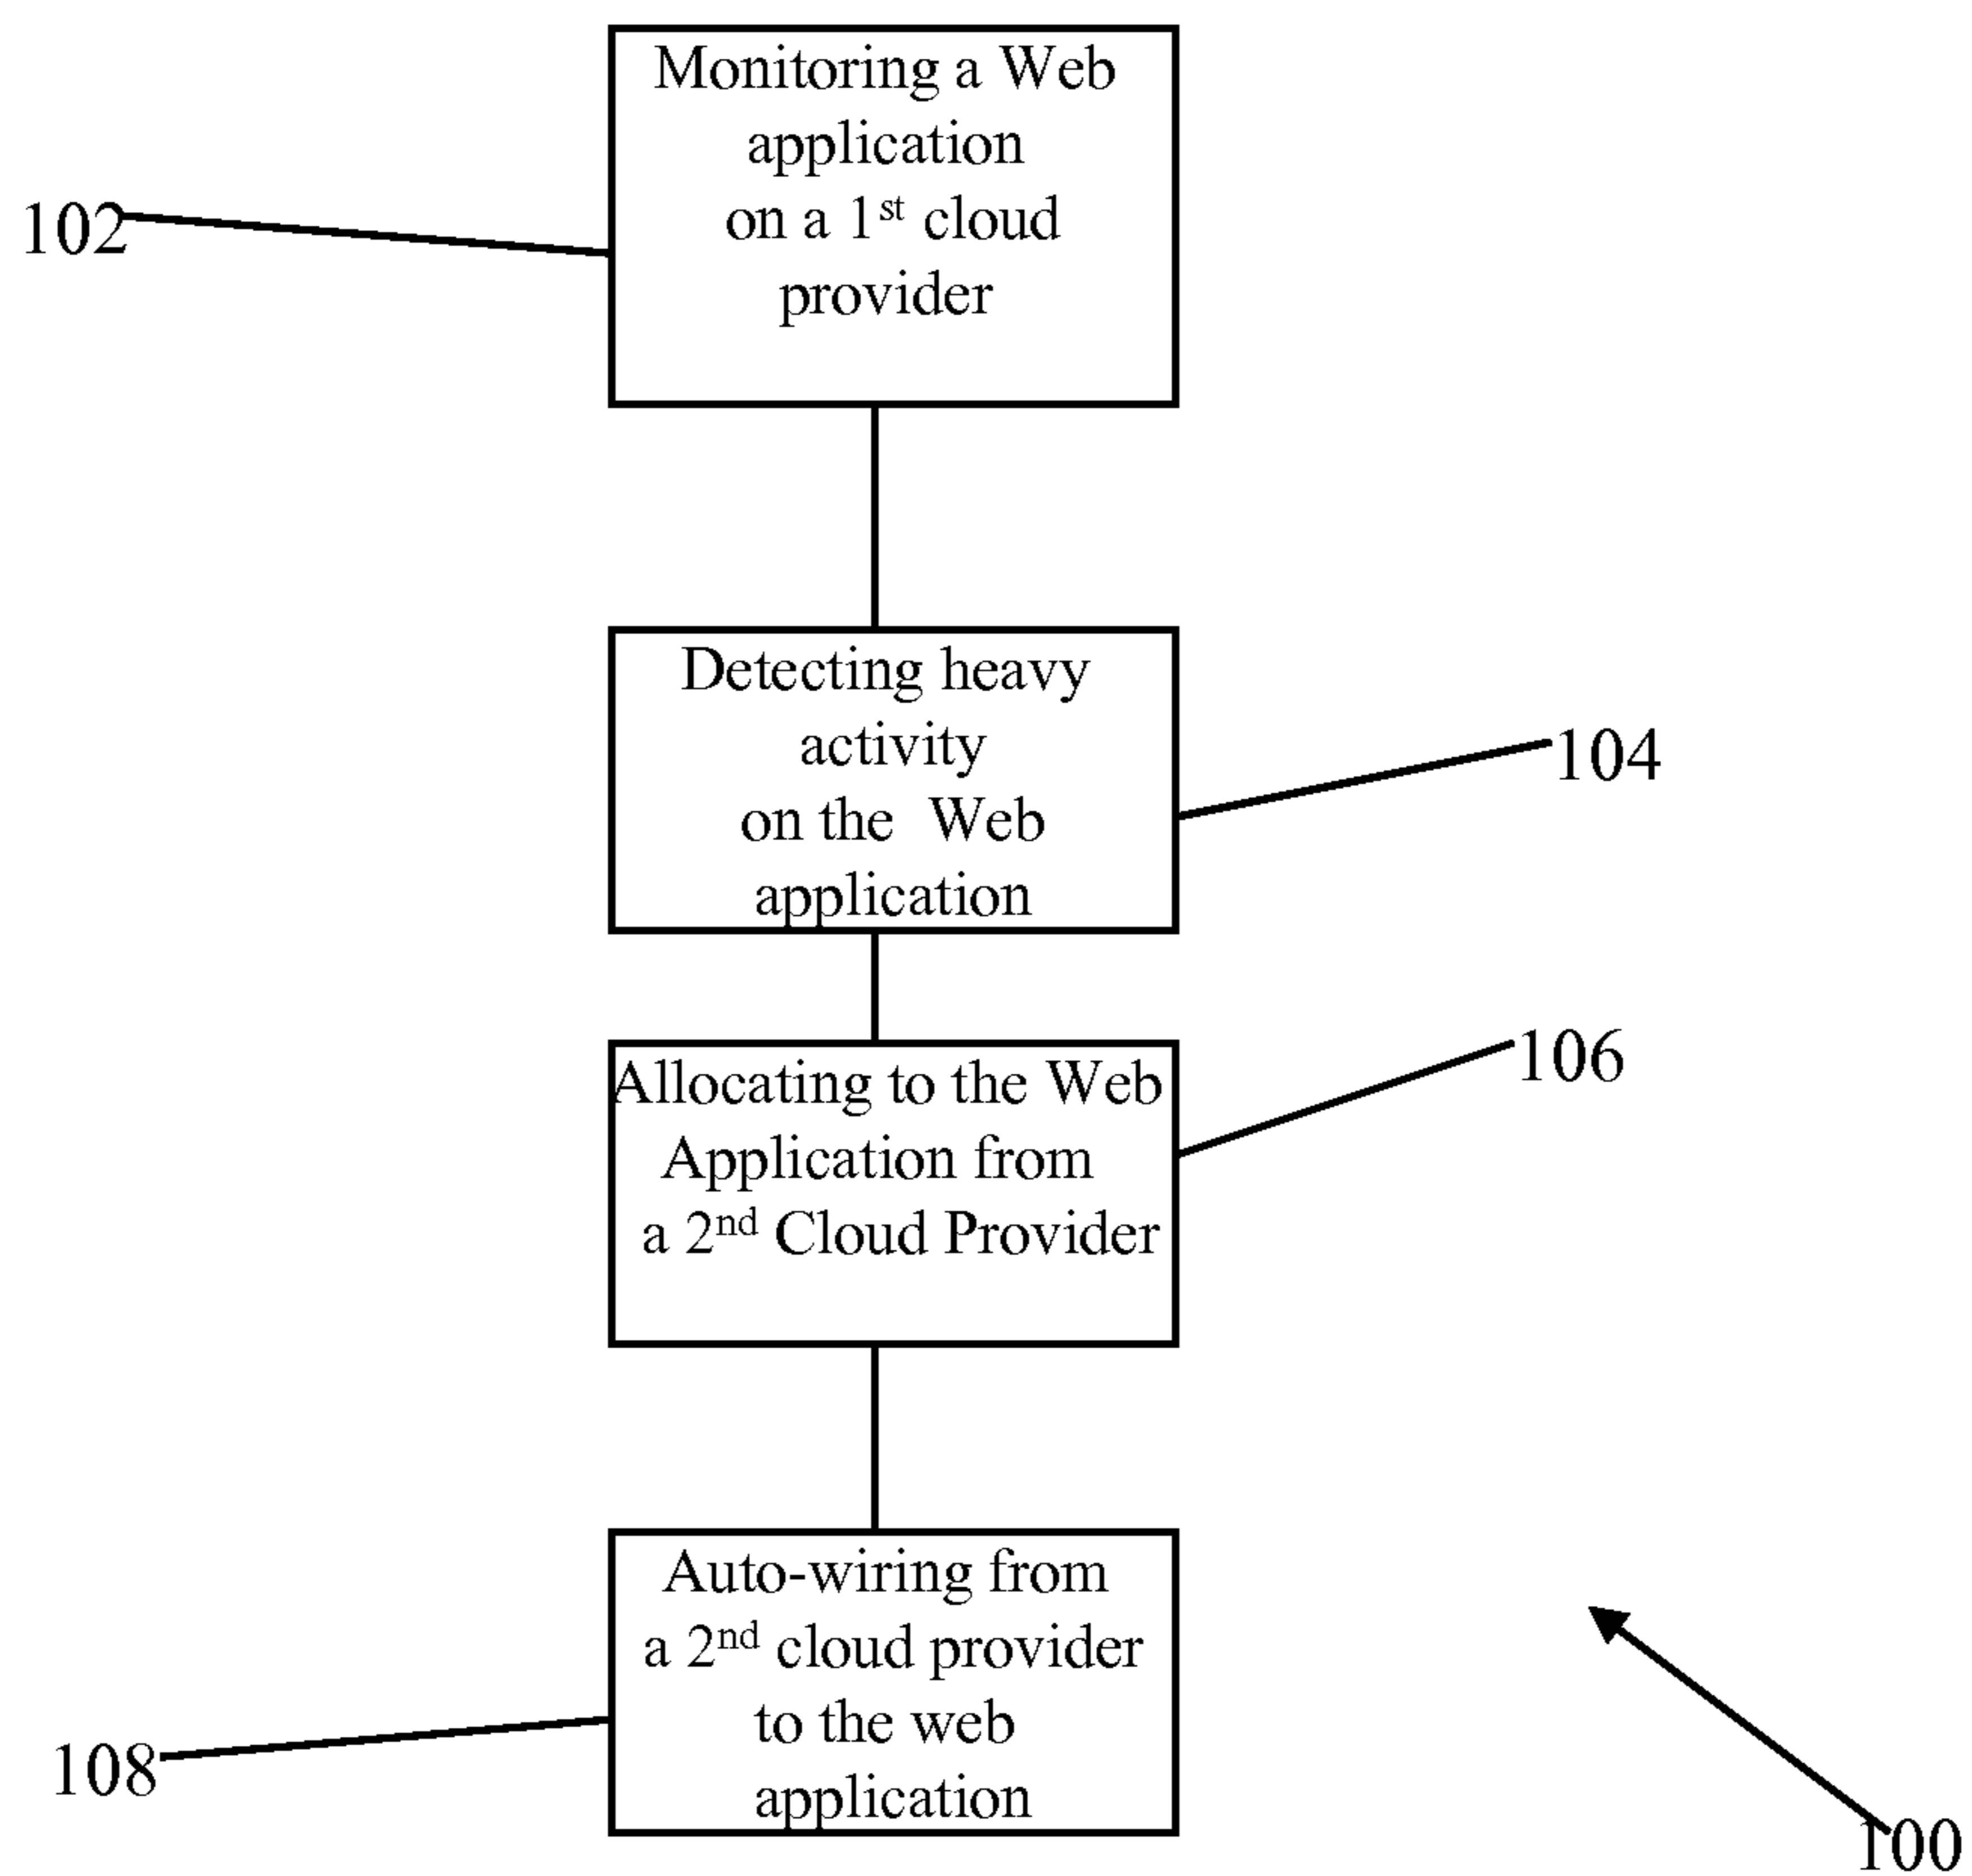 Monitoring a Web
application
on a 1st cloud
provider
102
Detecting heavy
activity
on the Web
application
104
Allocating to the Web
Application from
a 2nd Cloud Provider
106
Auto-wiring from
a 2nd cloud provider
to the web
application
108
100